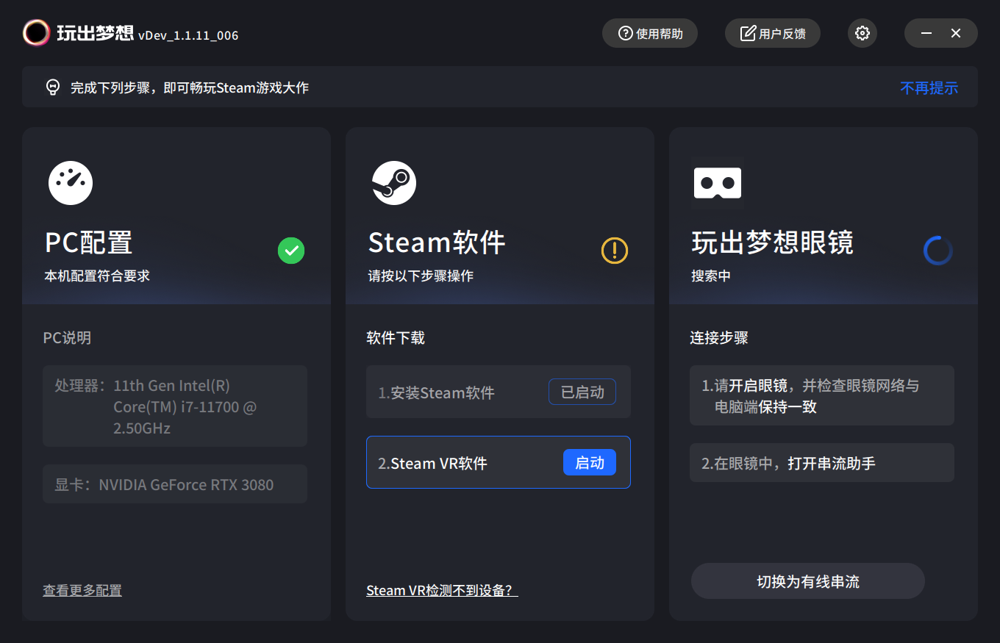 玩出梦想 vDev_1.1.11_006
使用帮助
用户反馈
完成下列步骤，即可畅玩Steam游戏大作
不再提示
PC配置
本机配置符合要求
PC说明
处理器：11th Gen Intel(R)
Core(TM) i7-11700 @
2.50GHz
显卡：NVIDIA GeForce RTX 3080
查看更多配置
Steam软件
请按以下步骤操作
软件下载
1.安装Steam软件
已启动
2.Steam VR软件
启动
Steam VR检测不到设备？
玩出梦想眼镜
搜索中
连接步骤
1.请开启眼镜，并检查眼镜网络与
电脑端保持一致
2.在眼镜中，打开串流助手
切换为有线串流